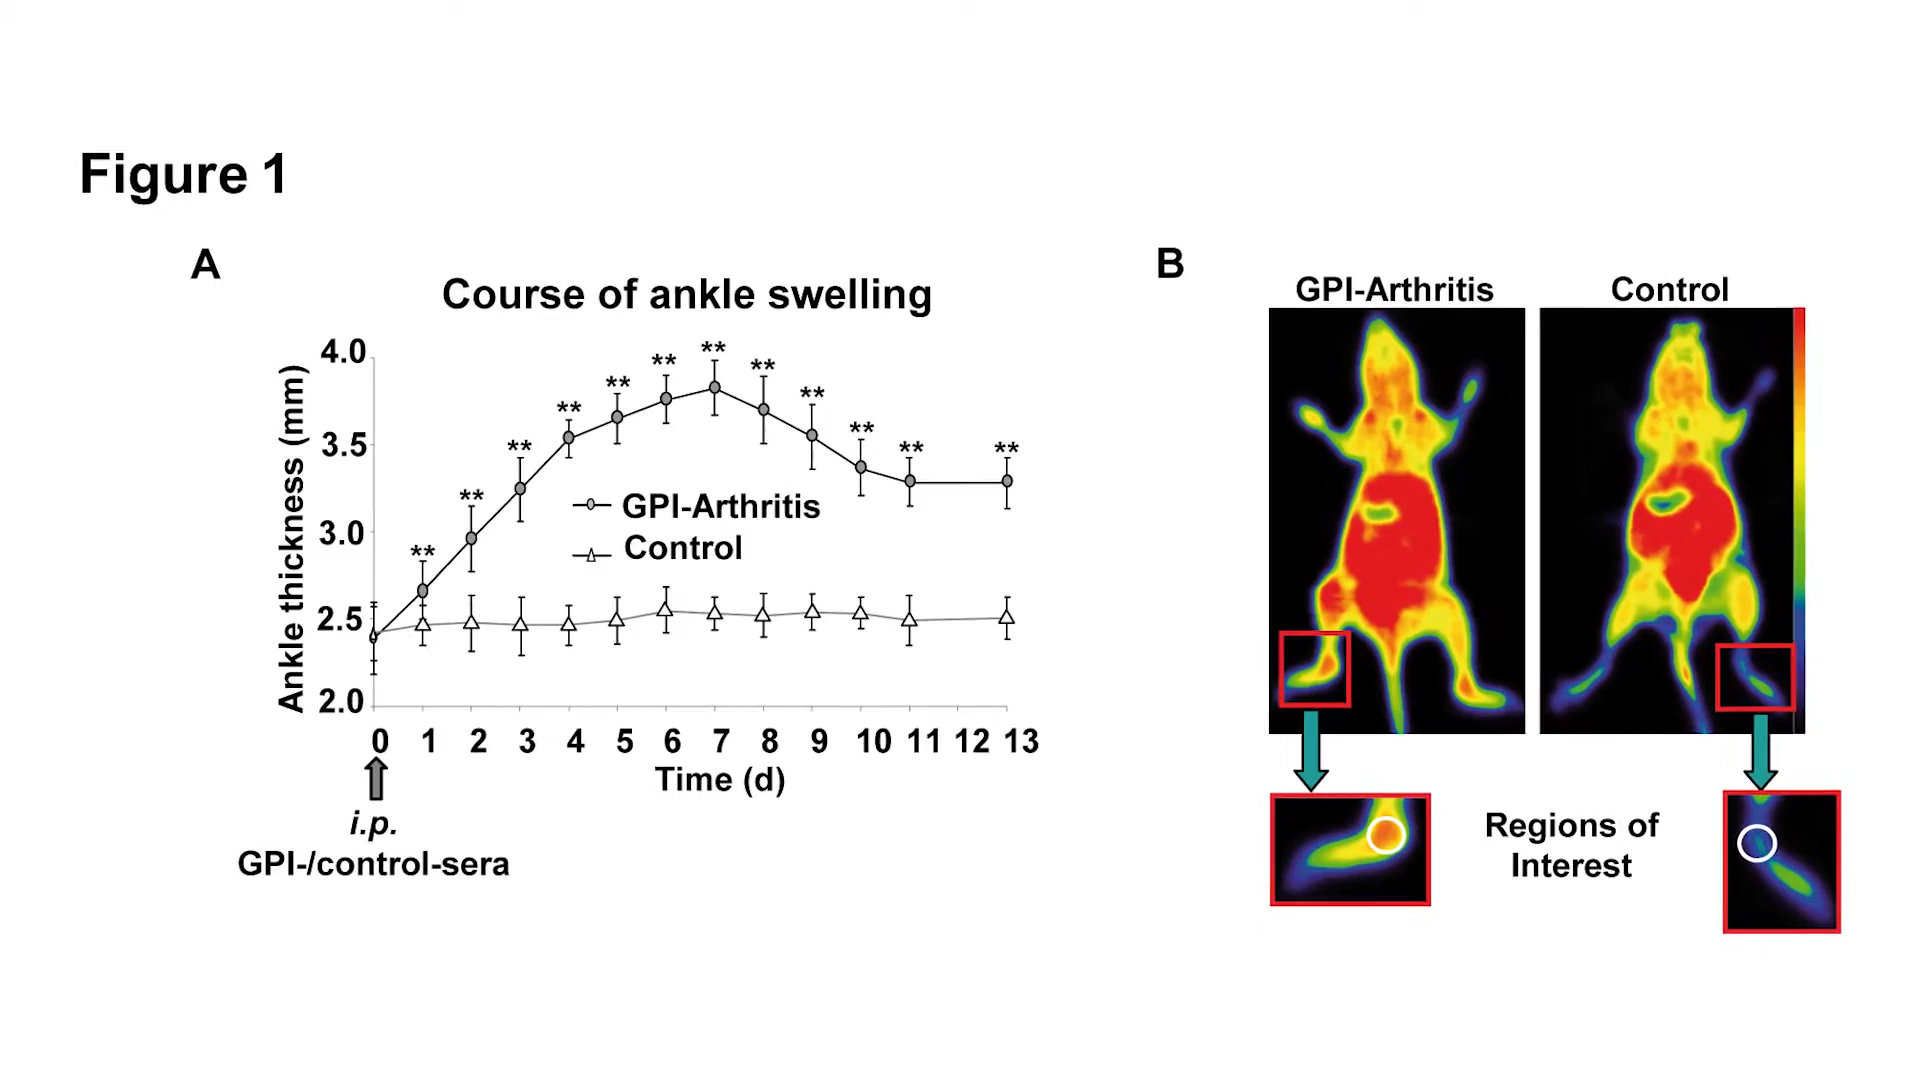 Figure 1
A
Course of ankle swelling
Ankle thickness (mm)
4.0
3.5
3.0
2.5
2.0
** ** ** ** ** ** ** ** ** ** ** **
GPI-Arthritis
Control
0 1 2 3 4 5 6 7 8 9 10 11 12 13
Time (d)
i.p.
GPI-/control-sera
B
GPI-Arthritis
Control
Regions of
Interest